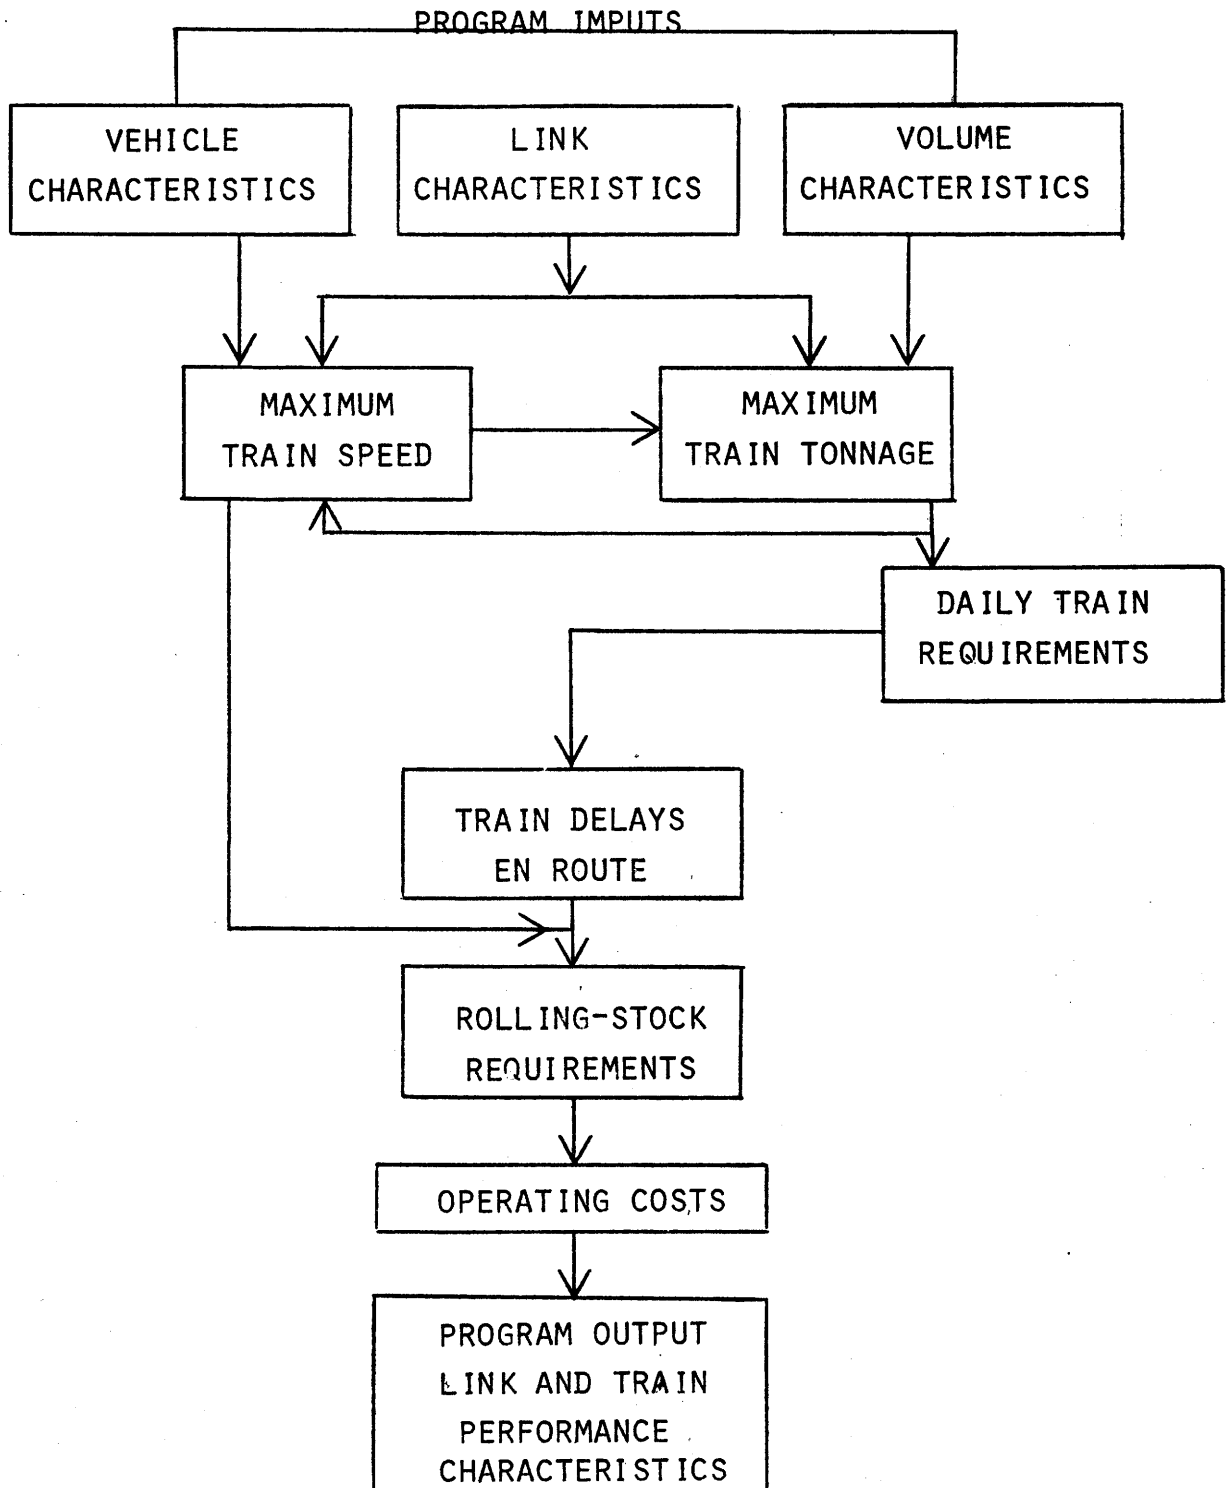 PROGRAM IMPUTS
VEHICLE
CHARACTERISTICS
LINK
CHARACTERISTICS
VOLUME
CHARACTERISTICS
MAXIMUM
TRAIN SPEED
MAXIMUM
TRAIN TONNAGE
DAILY TRAIN
REQUIREMENTS
TRAIN DELAYS
EN ROUTE
ROLLING-STOCK
REQUIREMENTS
OPERATING COSTS
PROGRAM OUTPUT
LINK AND TRAIN
PERFORMANCE
CHARACTERISTICS